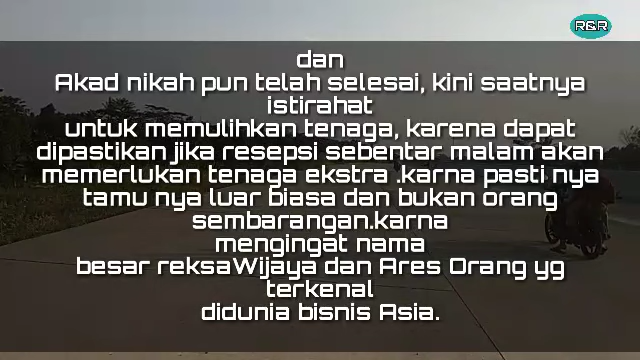 R&R
dan
Akad nikah pun telah selesai, kini saatnya
istirahat
untuk memulihkan tenaga, karena dapat
dipastikan jika resepsi sebentar malam akan
memerlukan tenaga ekstra .karna pasti nya
tamu nya luar biasa dan bukan orang
sembarangan.karna
mengingat nama
besar reksaWijaya dan Ares Orang yg
terkenal
didunia bisnis Asia.